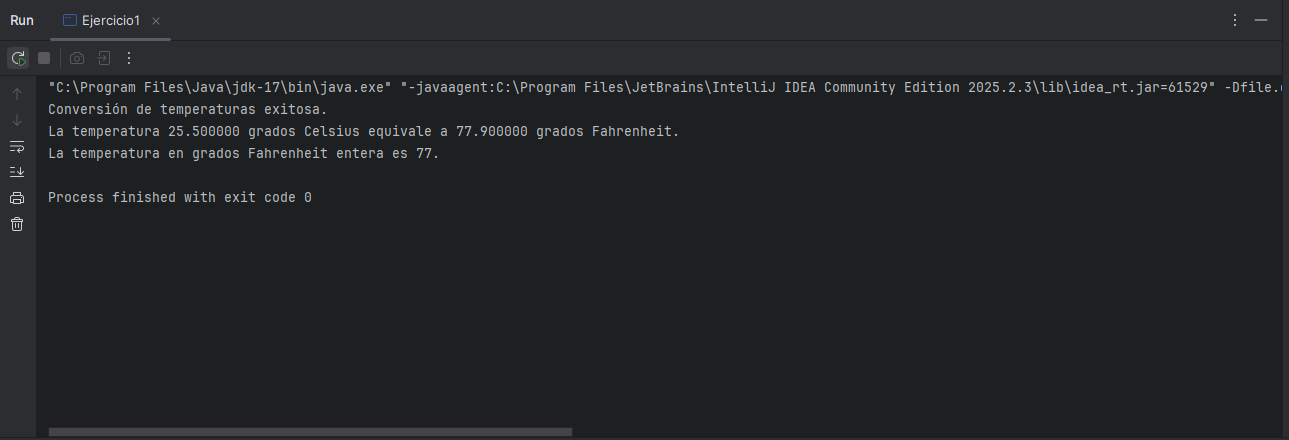 Run Ejercicio1
"C:\Program Files\Java\jdk-17\bin\java.exe" "-javaagent:C:\Program Files\JetBrains\IntelliJ IDEA Community Edition 2025.2.3\lib\idea_rt.jar=61529" -Dfile.
Conversión de temperaturas exitosa.
La temperatura 25.500000 grados Celsius equivale a 77.900000 grados Fahrenheit.
La temperatura en grados Fahrenheit entera es 77.
Process finished with exit code 0